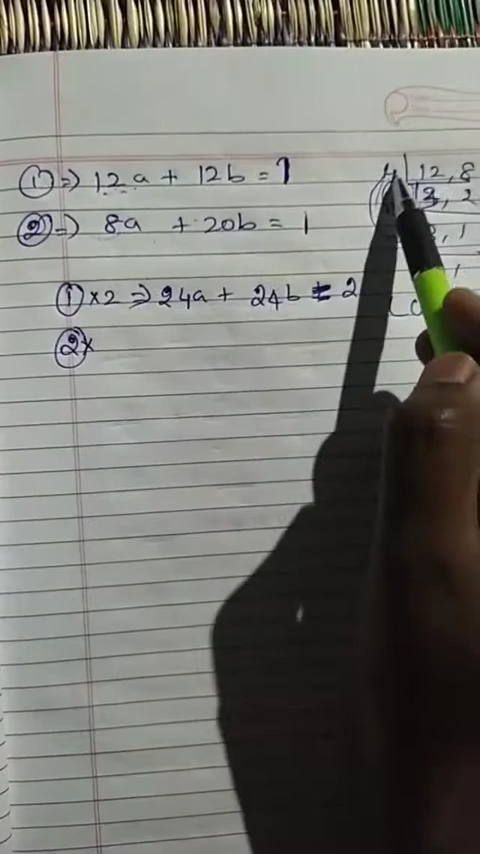 ① => 12a + 12b = 1
② => 8a + 20b = 1
① ×2 => 24a + 24b = 2
② ×
4 | 12, 8
3, 2
, 1